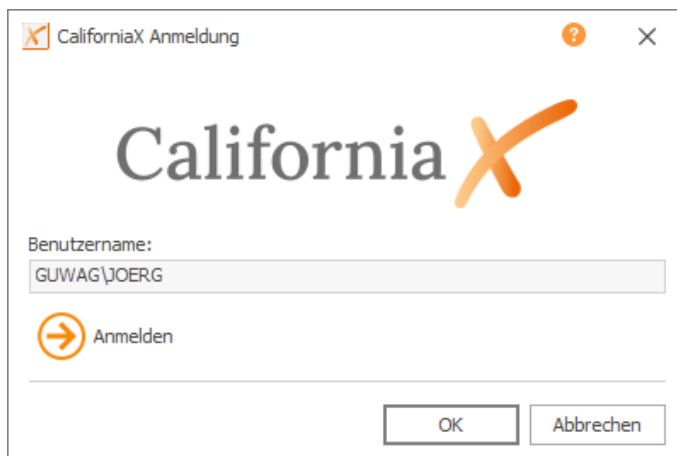 CaliforniaX Anmeldung
?
California X
Benutzername:
GUWAG\JOERG
Anmelden
OK
Abbrechen